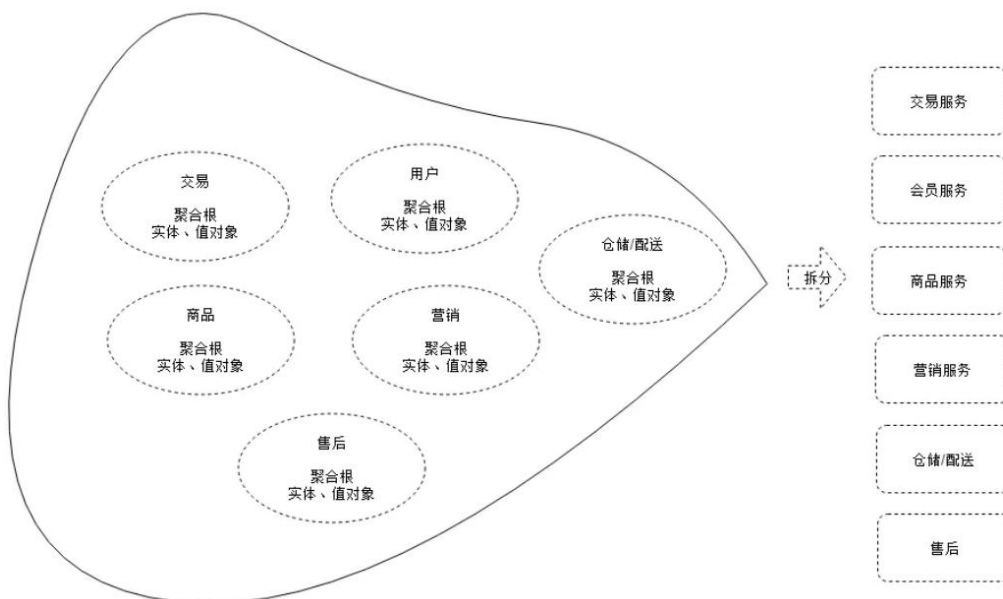 交易
聚合根
实体、值对象
用户
聚合根
实体、值对象
仓储/配送
聚合根
实体、值对象
商品
聚合根
实体、值对象
营销
聚合根
实体、值对象
售后
聚合根
实体、值对象
拆分
交易服务
会员服务
商品服务
营销服务
仓储/配送
售后